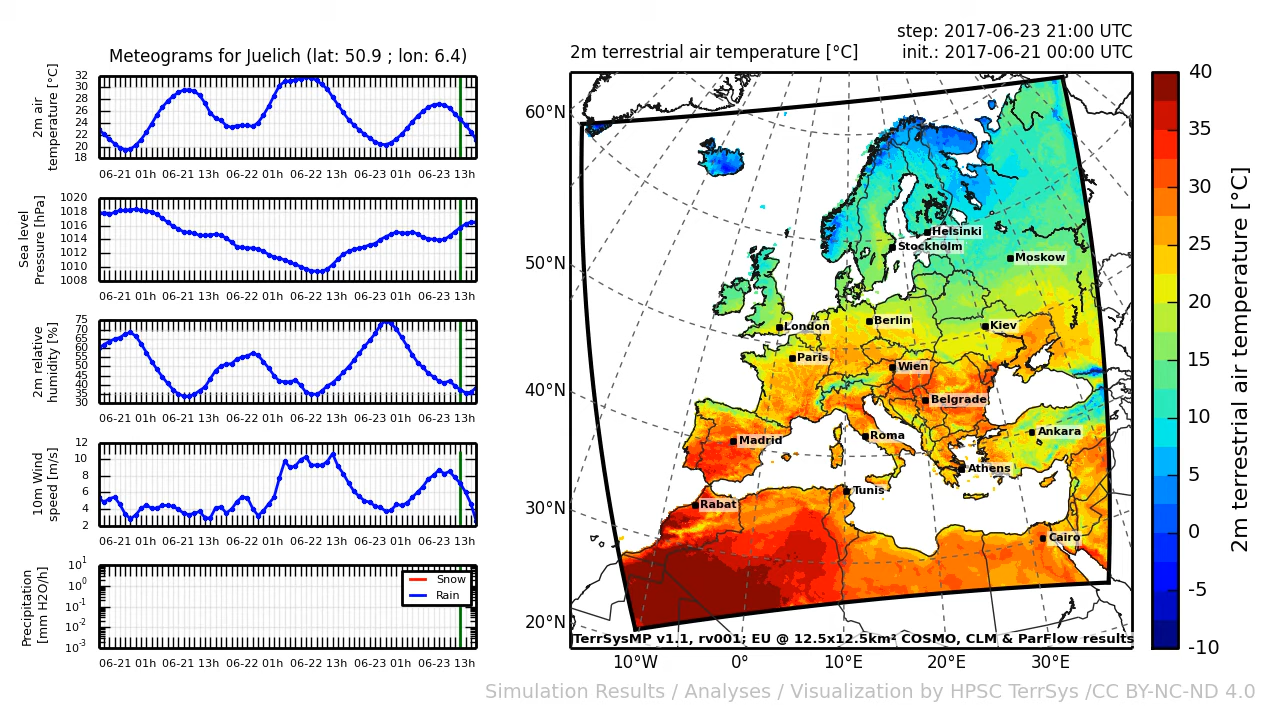 step: 2017-06-23 21:00 UTC
Meteograms for Juelich (lat: 50.9 ; lon: 6.4)
2m terrestrial air temperature [°C]
init.: 2017-06-21 00:00 UTC
2m air
temperature [°C]
32
30
28
26
24
22
20
18
06-21 01h 06-21 13h 06-22 01h 06-22 13h 06-23 01h 06-23 13h
Sea level
Pressure [hPa]
1020
1018
1016
1014
1012
1010
1008
06-21 01h 06-21 13h 06-22 01h 06-22 13h 06-23 01h 06-23 13h
2m relative
humidity [%]
75
70
65
60
55
50
45
40
35
30
06-21 01h 06-21 13h 06-22 01h 06-22 13h 06-23 01h 06-23 13h
10m Wind
speed [m/s]
12
10
8
6
4
2
06-21 01h 06-21 13h 06-22 01h 06-22 13h 06-23 01h 06-23 13h
Precipitation
[mm H2O/h]
10^1
10^0
10^-1
10^-2
10^-3
Snow
Rain
06-21 01h 06-21 13h 06-22 01h 06-22 13h 06-23 01h 06-23 13h
60°N
50°N
40°N
30°N
20°N
Helsinki
Stockholm
Moskow
London
Berlin
Kiev
Paris
Wien
Belgrade
Madrid
Roma
Ankara
Athens
Tunis
Rabat
Cairo
TerrSysMP v1.1, rv001; EU @ 12.5x12.5km² COSMO, CLM & ParFlow results
10°W 0° 10°E 20°E 30°E
40
35
30
25
20
15
10
5
0
-5
-10
2m terrestrial air temperature [°C]
Simulation Results / Analyses / Visualization by HPSC TerrSys /CC BY-NC-ND 4.0